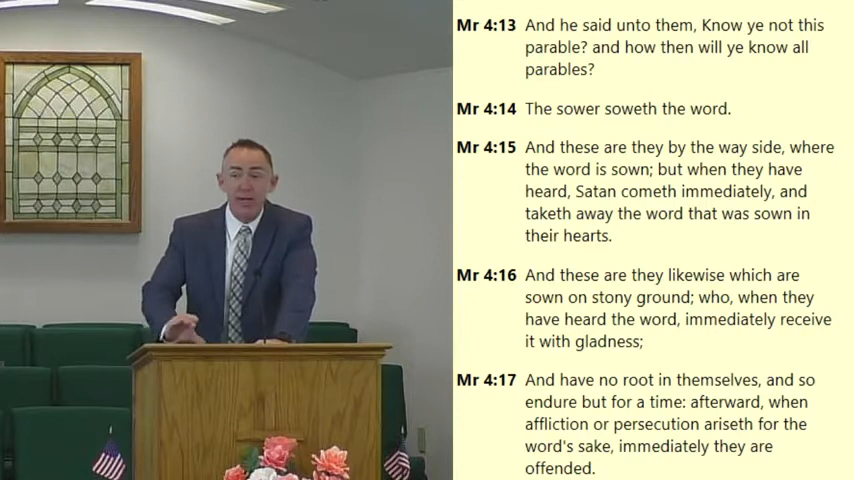 Mr 4:13 And he said unto them, Know ye not this
parable? and how then will ye know all
parables?
Mr 4:14 The sower soweth the word.
Mr 4:15 And these are they by the way side, where
the word is sown; but when they have
heard, Satan cometh immediately, and
taketh away the word that was sown in
their hearts.
Mr 4:16 And these are they likewise which are
sown on stony ground; who, when they
have heard the word, immediately receive
it with gladness;
Mr 4:17 And have no root in themselves, and so
endure but for a time: afterward, when
affliction or persecution ariseth for the
word's sake, immediately they are
offended.